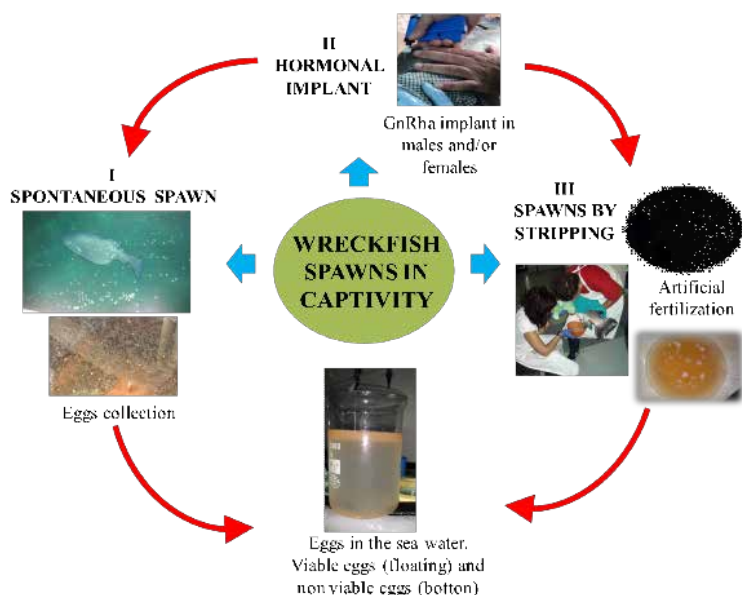 II
HORMONAL
IMPLANT
GnRha implant in
males and/or
females
I
SPONTANEOUS SPAWN
Eggs collection
WRECKFISH
SPAWNS IN
CAPTIVITY
III
SPAWNS BY
STRIPPING
Artificial
fertilization
Eggs in the sea water.
Viable eggs (floating) and
non viable eggs (botton)